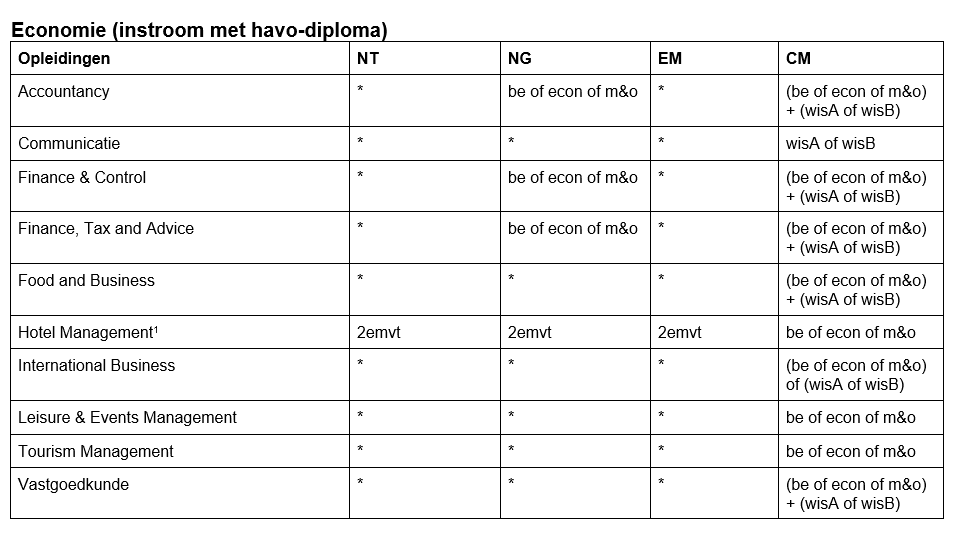 Economie (instroom met havo-diploma)
Opleidingen NT NG EM CM
Accountancy * be of econ of m&o * (be of econ of m&o)
+ (wisA of wisB)
Communicatie * * * wisA of wisB
Finance & Control * be of econ of m&o * (be of econ of m&o)
+ (wisA of wisB)
Finance, Tax and Advice * be of econ of m&o * (be of econ of m&o)
+ (wisA of wisB)
Food and Business * * * (be of econ of m&o)
+ (wisA of wisB)
Hotel Management¹ 2emvt 2emvt 2emvt be of econ of m&o
International Business * * * (be of econ of m&o)
of (wisA of wisB)
Leisure & Events Management * * * be of econ of m&o
Tourism Management * * * be of econ of m&o
Vastgoedkunde * * * (be of econ of m&o)
+ (wisA of wisB)